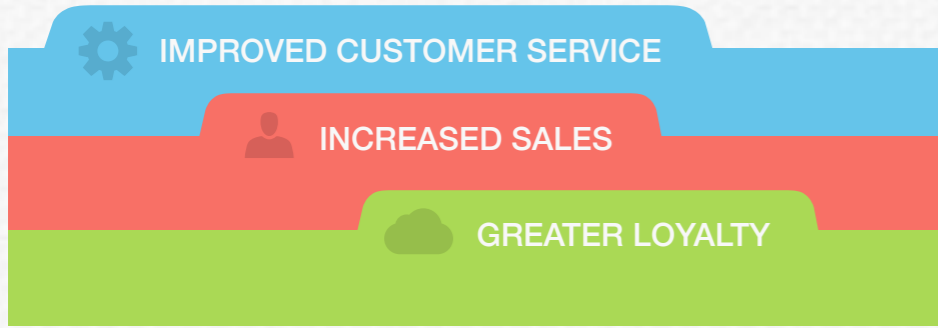 IMPROVED CUSTOMER SERVICE
INCREASED SALES
GREATER LOYALTY